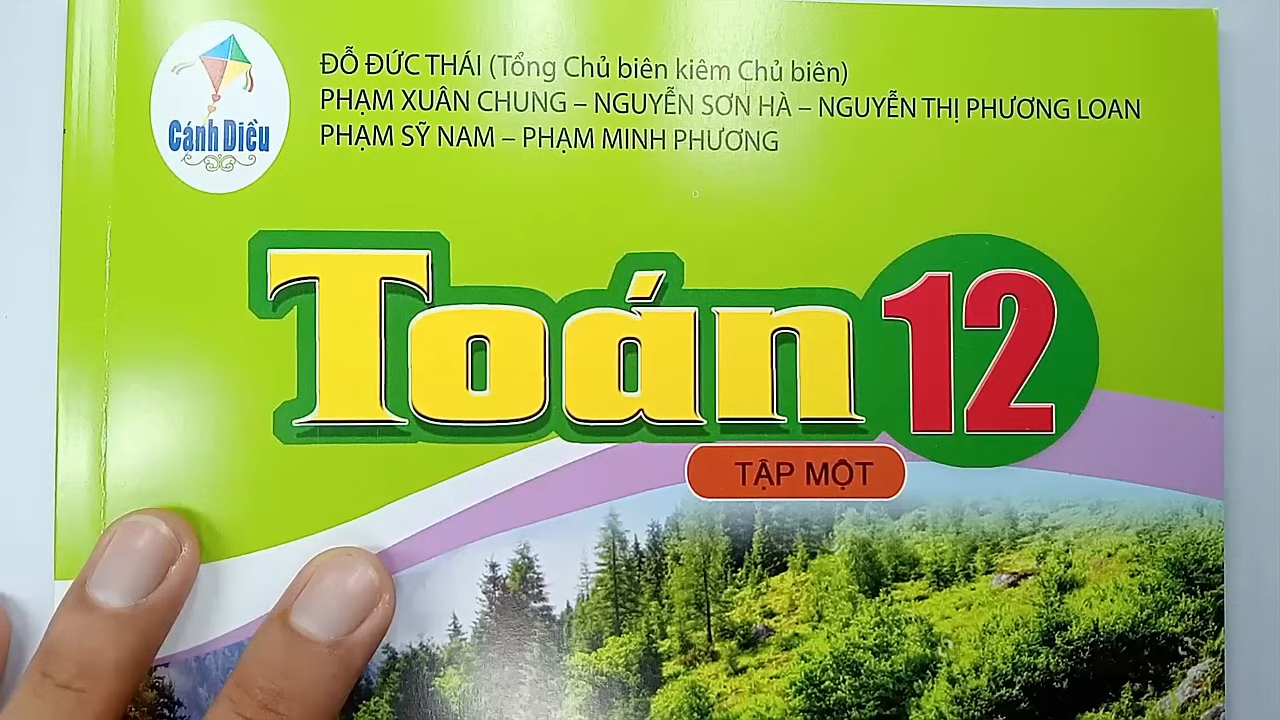 Cánh Diều
ĐỖ ĐỨC THÁI (Tổng Chủ biên kiêm Chủ biên)
PHẠM XUÂN CHUNG – NGUYỄN SƠN HÀ – NGUYỄN THỊ PHƯƠNG LOAN
PHẠM SỸ NAM – PHẠM MINH PHƯƠNG
Toán 12
TẬP MỘT